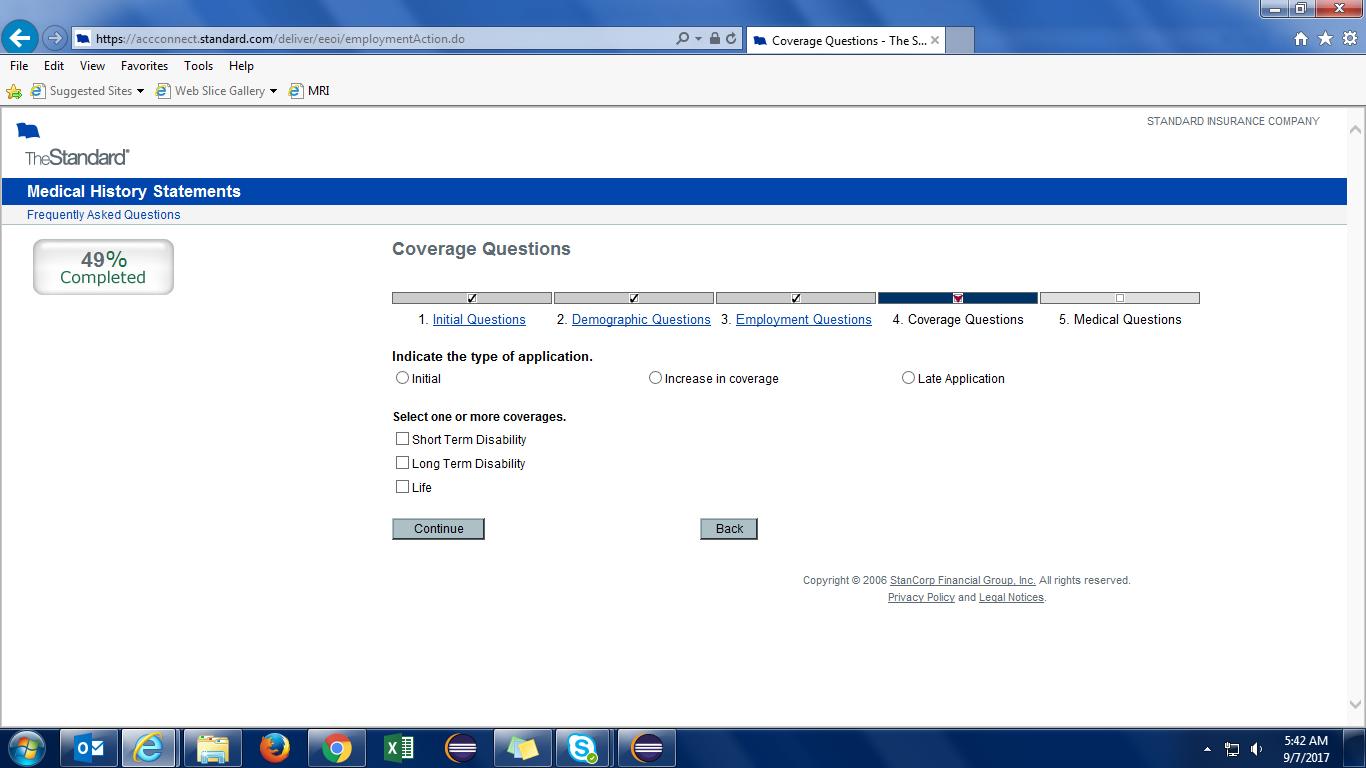 https://accconnect.standard.com/deliver/eeoi/employmentAction.do
Coverage Questions - The S...
File Edit View Favorites Tools Help
Suggested Sites Web Slice Gallery MRI
STANDARD INSURANCE COMPANY
TheStandard®
Medical History Statements
Frequently Asked Questions
49% Completed
Coverage Questions
1. Initial Questions 2. Demographic Questions 3. Employment Questions 4. Coverage Questions 5. Medical Questions
Indicate the type of application.
Initial Increase in coverage Late Application
Select one or more coverages.
Short Term Disability
Long Term Disability
Life
Continue Back
Copyright © 2006 StanCorp Financial Group, Inc. All rights reserved.
Privacy Policy and Legal Notices.
5:42 AM
9/7/2017